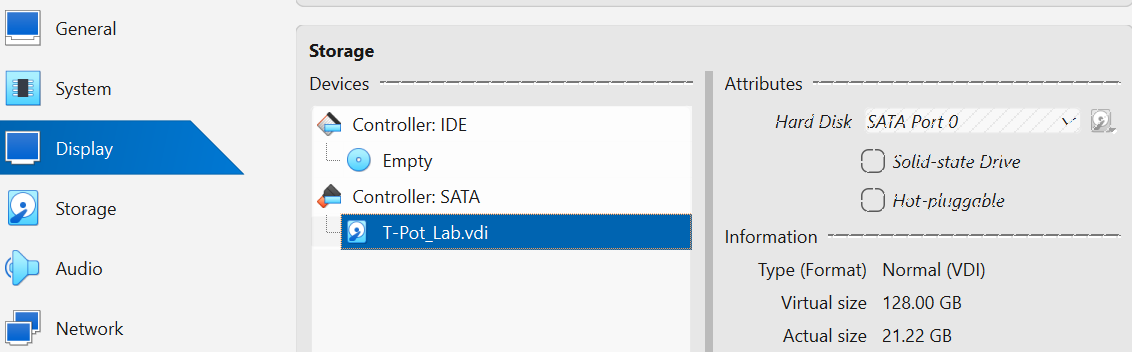 General
System
Display
Storage
Audio
Network
Storage
Devices
Controller: IDE
Empty
Controller: SATA
T-Pot_Lab.vdi
Attributes
Hard Disk SATA Port 0
Solid-state Drive
Hot-pluggable
Information
Type (Format) Normal (VDI)
Virtual size 128.00 GB
Actual size 21.22 GB